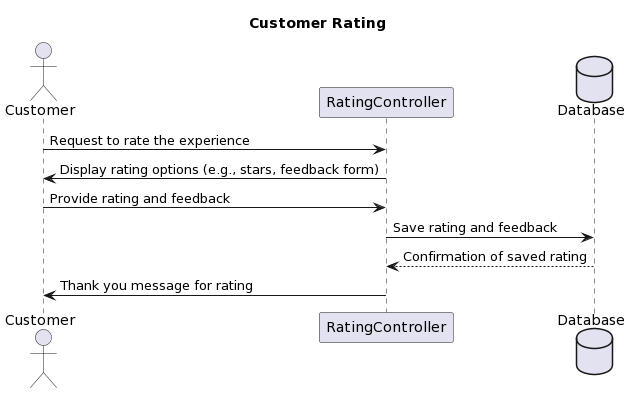 Customer Rating
Customer
RatingController
Database
Request to rate the experience
Display rating options (e.g., stars, feedback form)
Provide rating and feedback
Save rating and feedback
Confirmation of saved rating
Thank you message for rating
Customer
RatingController
Database